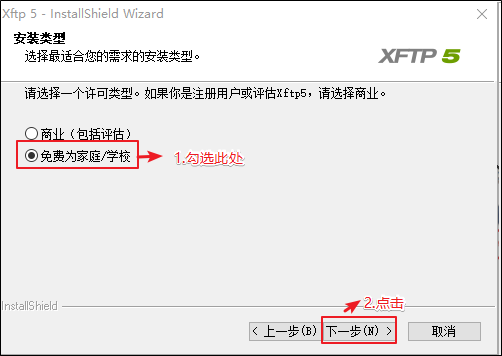 Xftp 5 - InstallShield Wizard
安装类型
选择最适合您的需求的安装类型。
XFTP 5
请选择一个许可类型。如果你是注册用户或评估Xftp5，请选择商业。
商业（包括评估）
免费为家庭/学校
1.勾选此处
2.点击
InstallShield
< 上一步(B)
下一步(N) >
取消